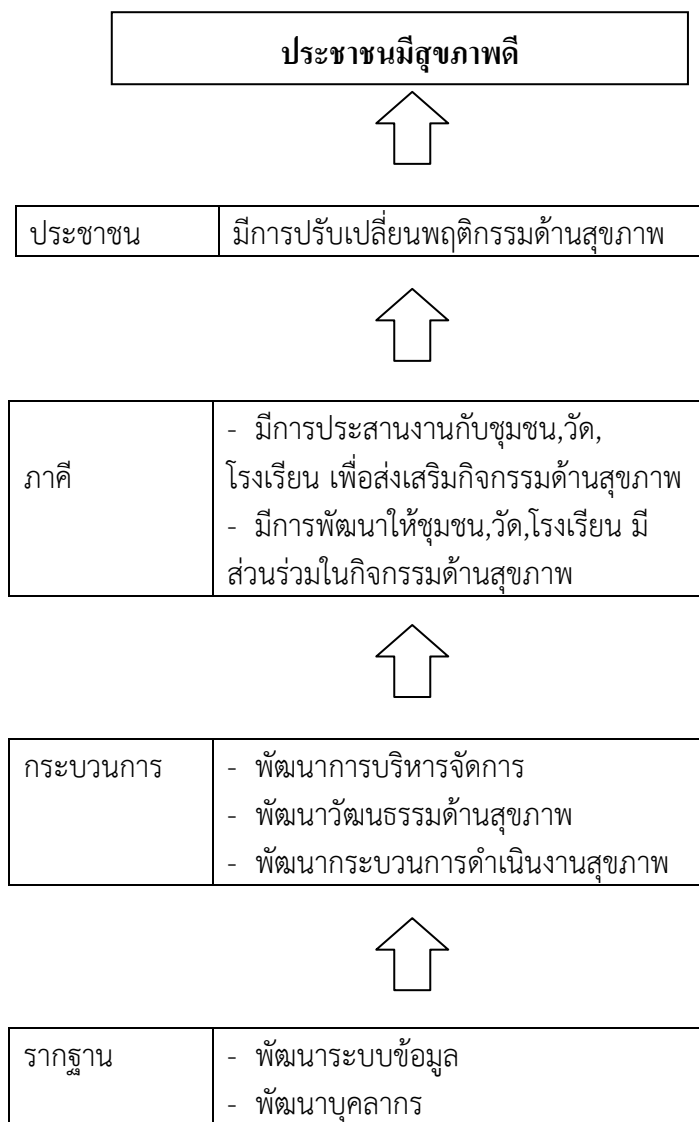 ประชาชนมีสุขภาพดี
ประชาชน มีการปรับเปลี่ยนพฤติกรรมด้านสุขภาพ
- มีการประสานงานกับชุมชน,วัด,
ภาคี โรงเรียน เพื่อส่งเสริมกิจกรรมด้านสุขภาพ
- มีการพัฒนาให้ชุมชน,วัด,โรงเรียน มี
ส่วนร่วมในกิจกรรมด้านสุขภาพ
กระบวนการ - พัฒนาการบริหารจัดการ
- พัฒนาวัฒนธรรมด้านสุขภาพ
- พัฒนากระบวนการดำเนินงานสุขภาพ
รากฐาน - พัฒนาระบบข้อมูล
- พัฒนาบุคลากร